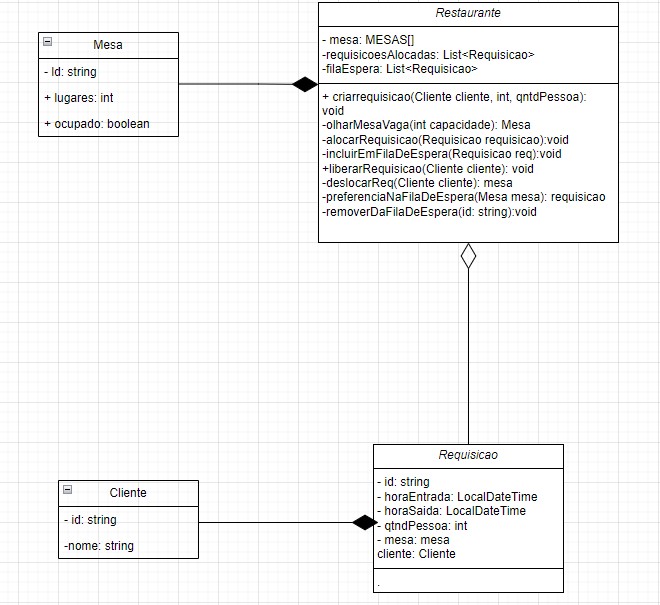 Mesa
- Id: string
+ lugares: int
+ ocupado: boolean
Restaurante
- mesa: MESAS[]
-requisicoesAlocadas: List<Requisicao>
-filaEspera: List<Requisicao>
+ criarrequisicao(Cliente cliente, int, qntdPessoa):
void
-olharMesaVaga(int capacidade): Mesa
-alocarRequisicao(Requisicao requisicao):void
-incluirEmFilaDeEspera(Requisicao req):void
+liberarRequisicao(Cliente cliente): void
-deslocarReq(Cliente cliente): mesa
-preferenciaNaFilaDeEspera(Mesa mesa): requisicao
-removerDaFilaDeEspera(id: string):void
Cliente
- id: string
-nome: string
Requisicao
- id: string
- horaEntrada: LocalDateTime
- horaSaida: LocalDateTime
- qtndPessoa: int
- mesa: mesa
cliente: Cliente
.